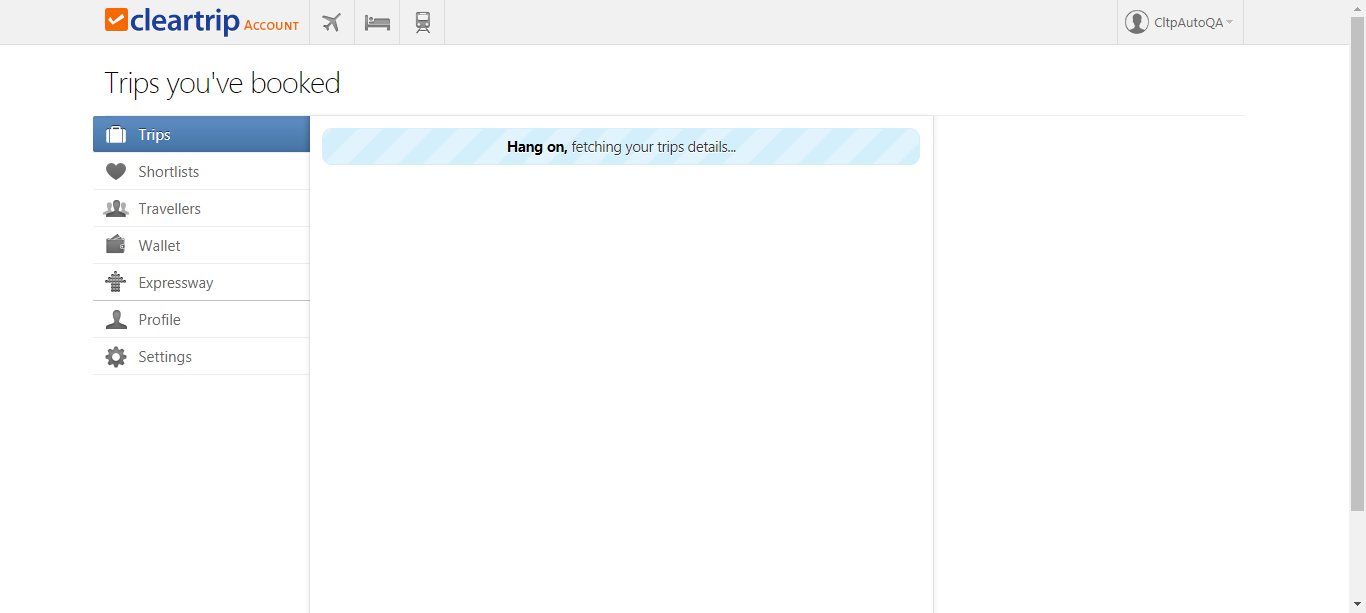 cleartrip ACCOUNT
CltpAutoQA
Trips you've booked
Trips
Shortlists
Travellers
Wallet
Expressway
Profile
Settings
Hang on, fetching your trips details...